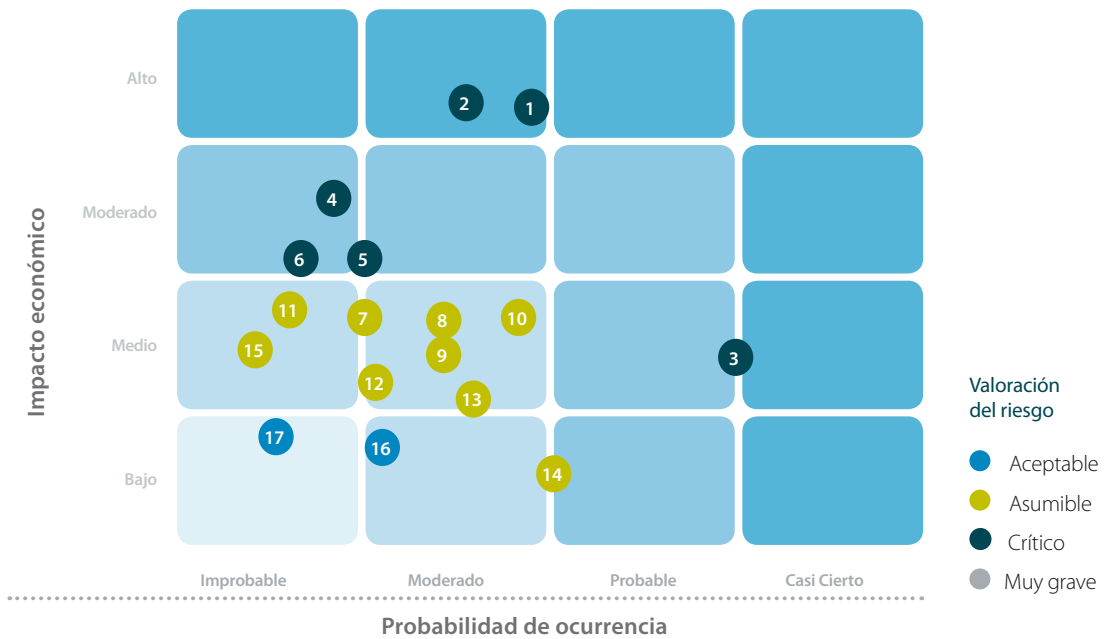 Impacto económico
Alto
2
1
Moderado
4
6
5
Medio
11
7
8
10
15
9
3
12
13
Bajo
17
16
14
Improbable
Moderado
Probable
Casi Cierto
Probabilidad de ocurrencia
Valoración
del riesgo
Aceptable
Asumible
Crítico
Muy grave